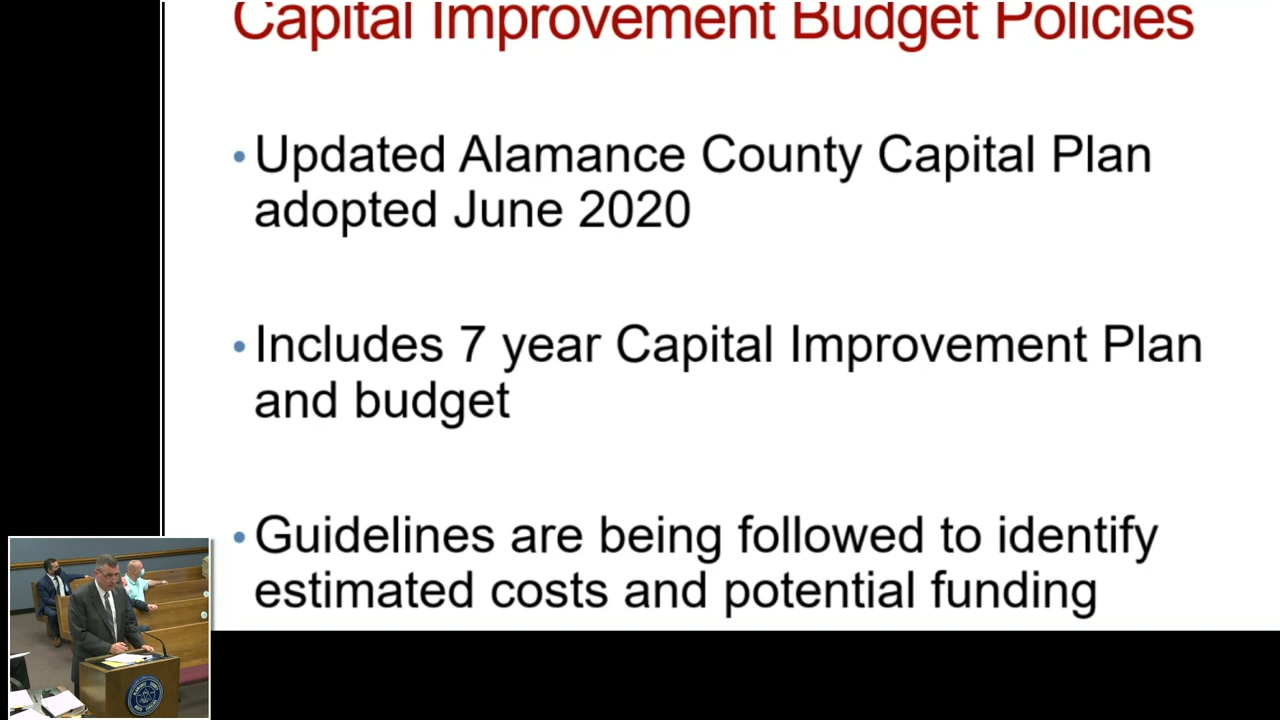 Capital Improvement Budget Policies
• Updated Alamance County Capital Plan
adopted June 2020
• Includes 7 year Capital Improvement Plan
and budget
• Guidelines are being followed to identify
estimated costs and potential funding